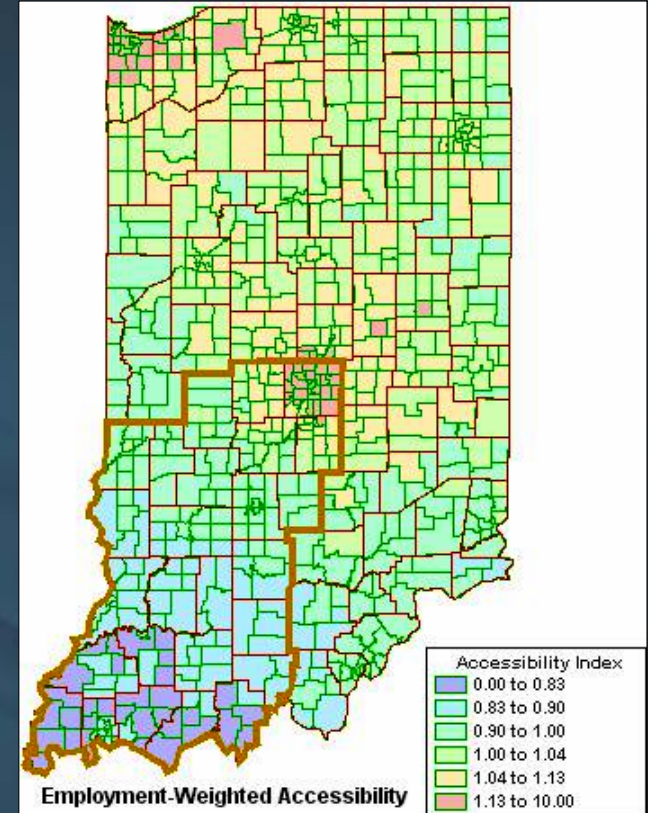 Accessibility Index
0.00 to 0.83
0.83 to 0.90
0.90 to 1.00
1.00 to 1.04
1.04 to 1.13
1.13 to 10.00
Employment-Weighted Accessibility